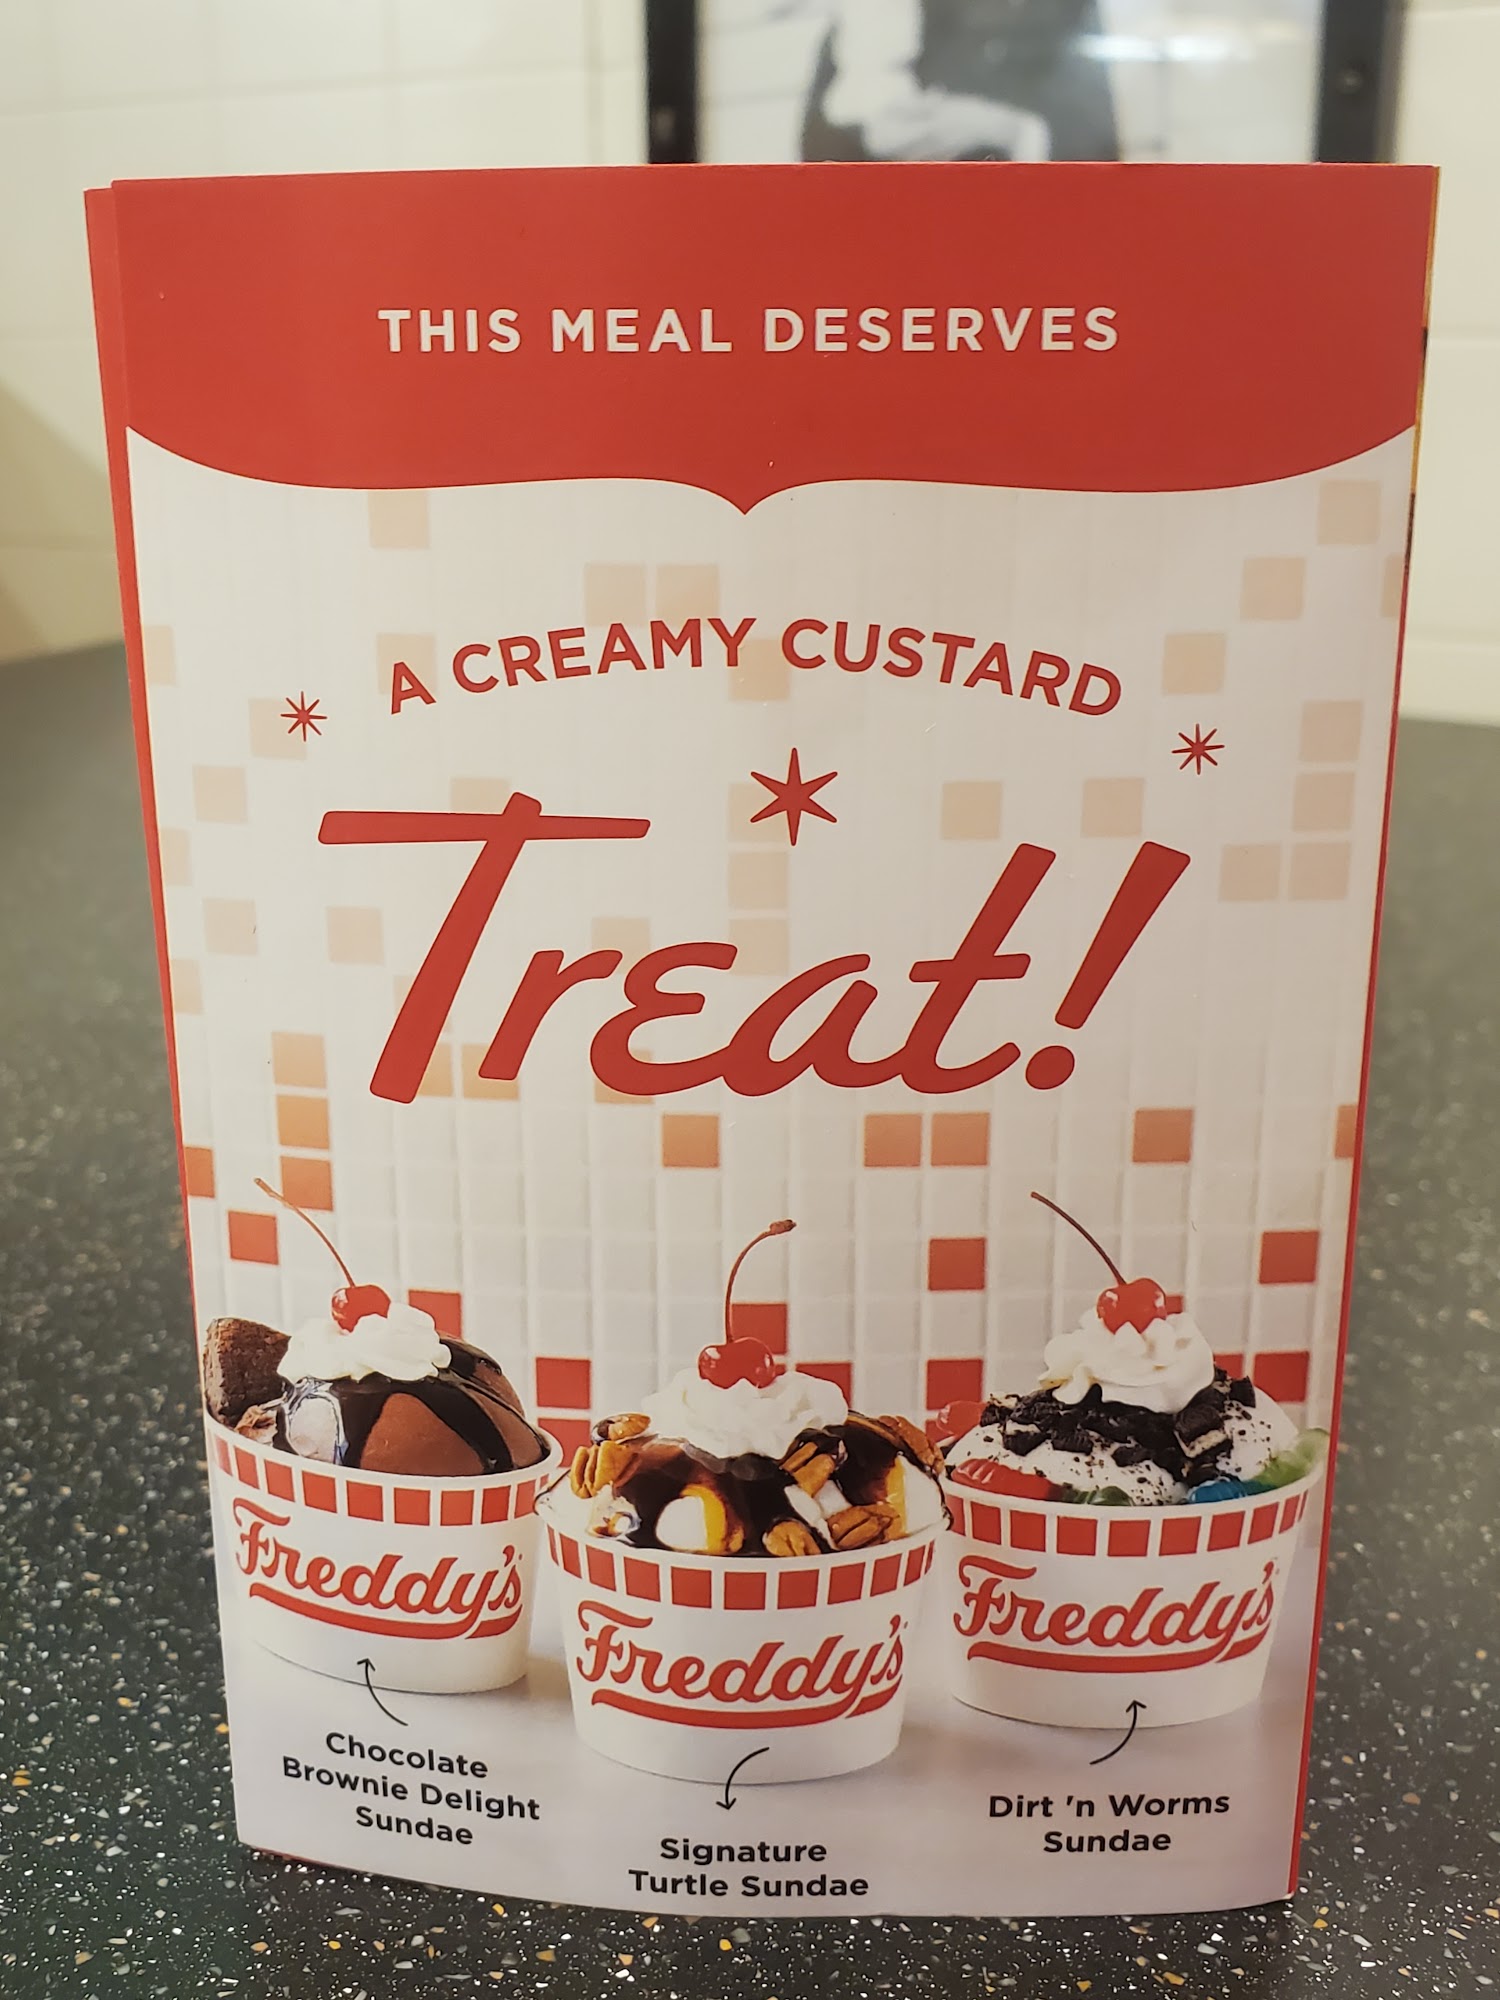 THIS MEAL DESERVES
A CREAMY CUSTARD
Treat!
Freddy's
Freddy's
Freddy's
Chocolate
Brownie Delight
Sundae
Signature
Turtle Sundae
Dirt 'n Worms
Sundae